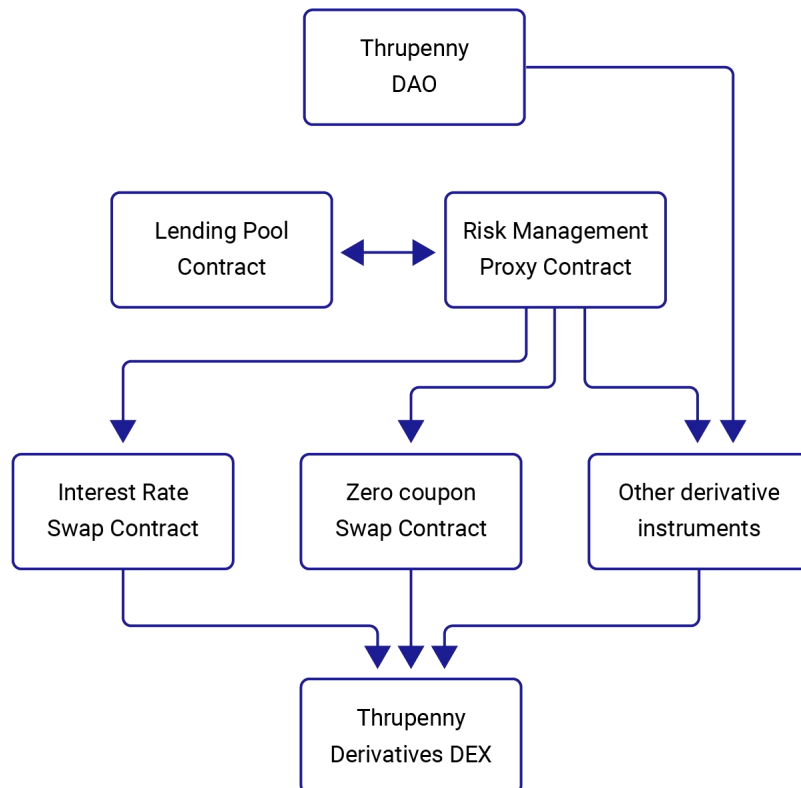 Thrupenny
DAO
Lending Pool
Contract
Risk Management
Proxy Contract
Interest Rate
Swap Contract
Zero coupon
Swap Contract
Other derivative
instruments
Thrupenny
Derivatives DEX